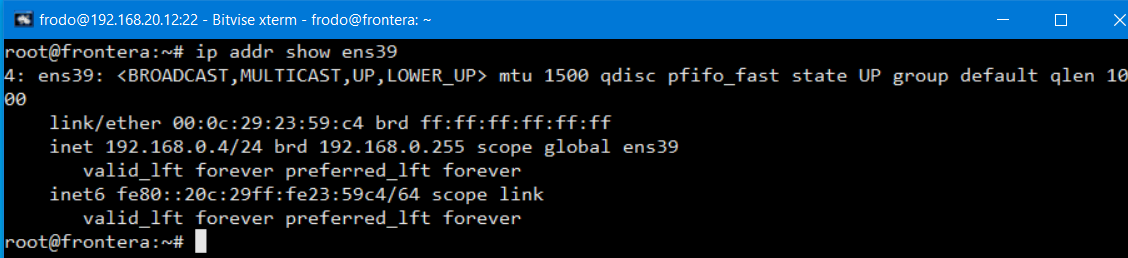 frodo@192.168.20.12:22 - Bitvise xterm - frodo@frontera: ~
root@frontera:~# ip addr show ens39
4: ens39: <BROADCAST,MULTICAST,UP,LOWER_UP> mtu 1500 qdisc pfifo_fast state UP group default qlen 10
00
    link/ether 00:0c:29:23:59:c4 brd ff:ff:ff:ff:ff:ff
    inet 192.168.0.4/24 brd 192.168.0.255 scope global ens39
       valid_lft forever preferred_lft forever
    inet6 fe80::20c:29ff:fe23:59c4/64 scope link
       valid_lft forever preferred_lft forever
root@frontera:~#